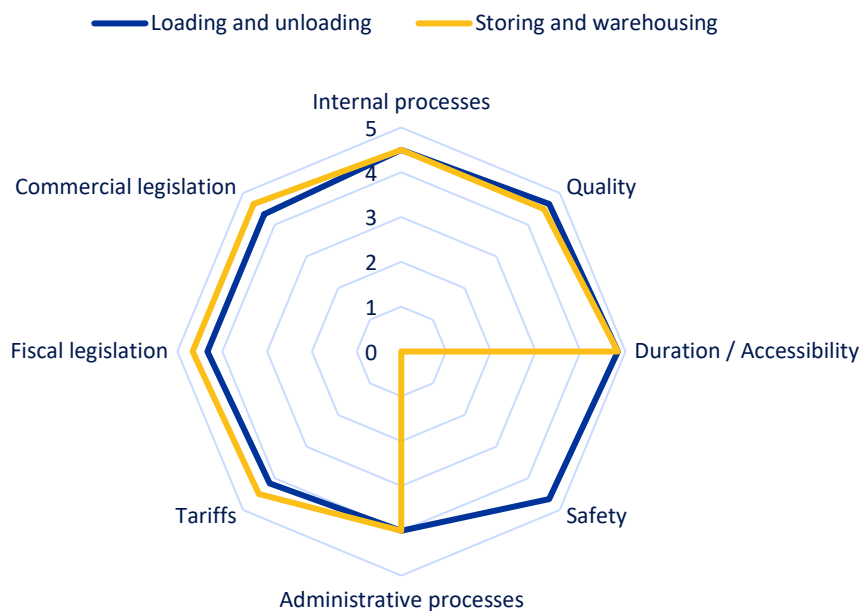 Loading and unloading
Storing and warehousing
Internal processes
5
Commercial legislation
4
Quality
3
2
1
Fiscal legislation
0
Duration / Accessibility
Tariffs
Safety
Administrative processes